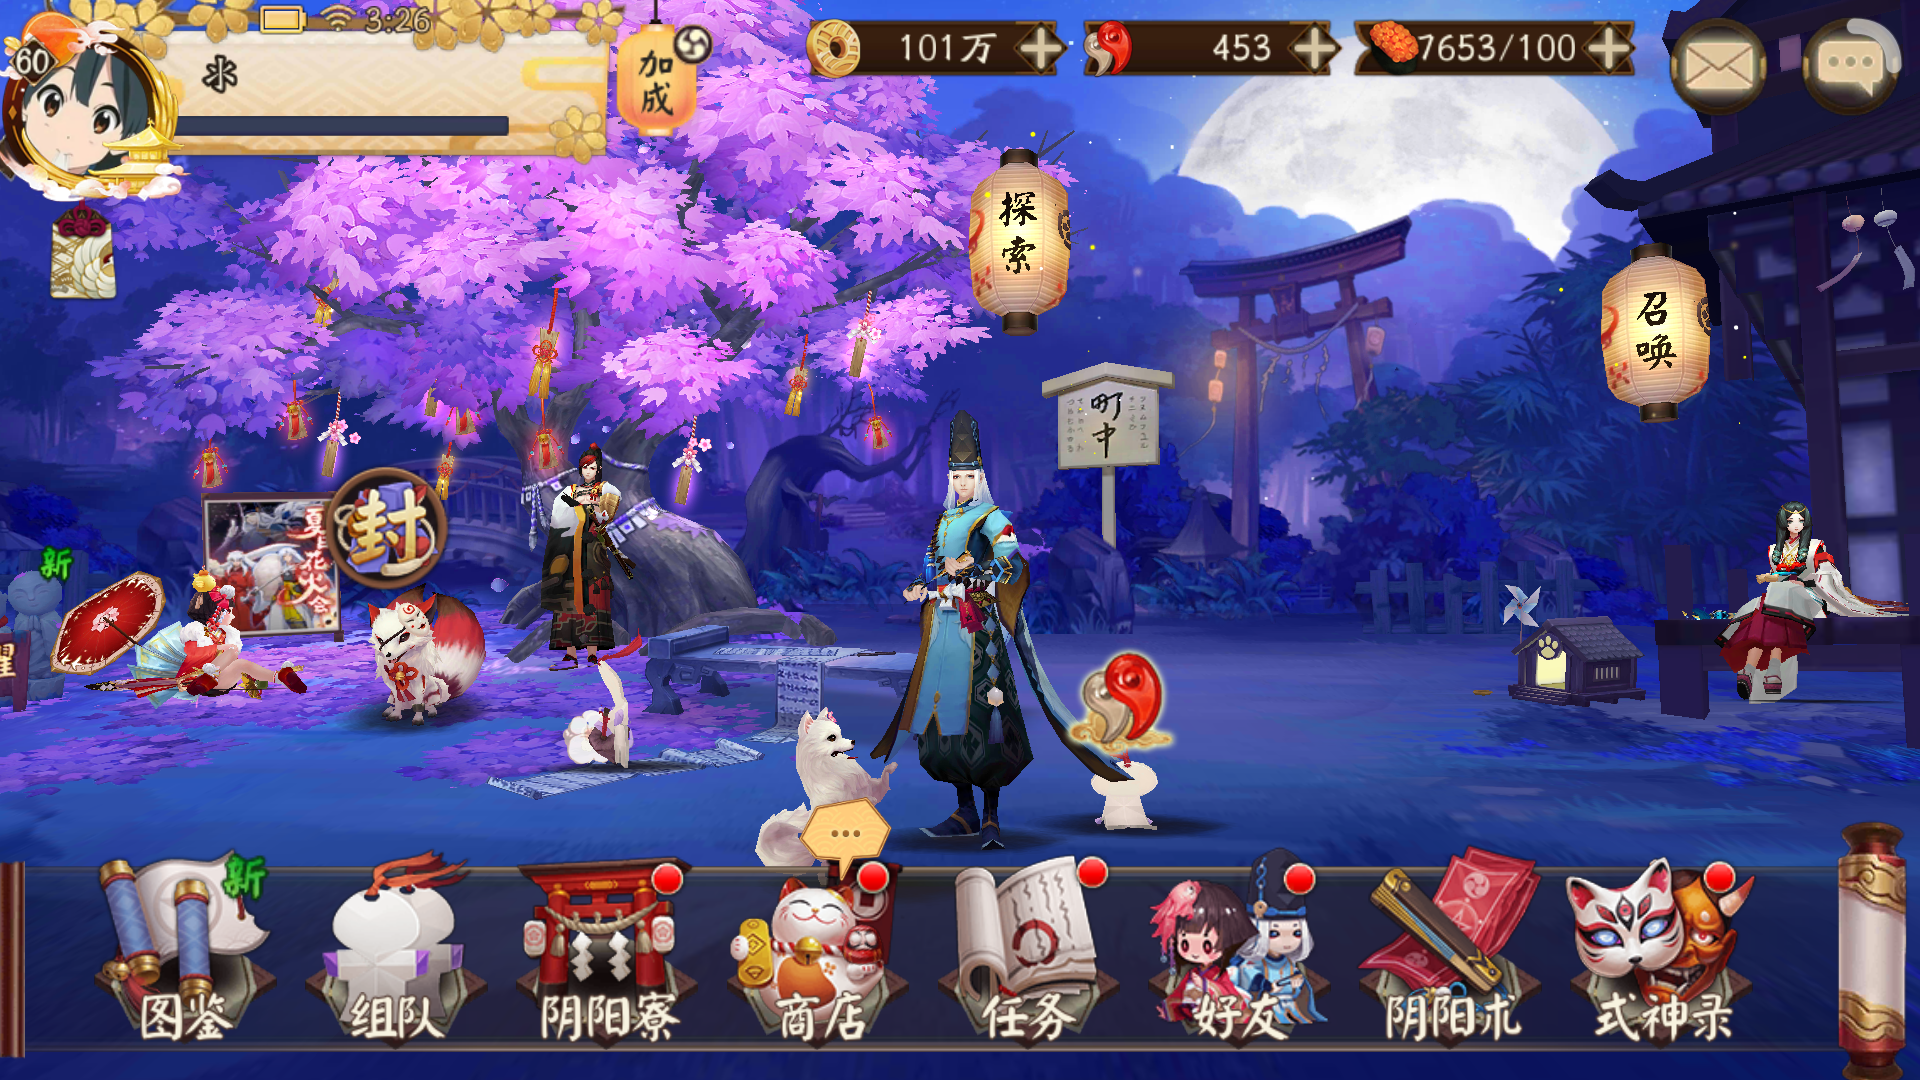 3:26
60
氺
加成
101万
453
7653/100
探索
召唤
町中
封
夏日花火会
新
新
图鉴
组队
阴阳寮
商店
任务
好友
阴阳术
式神录